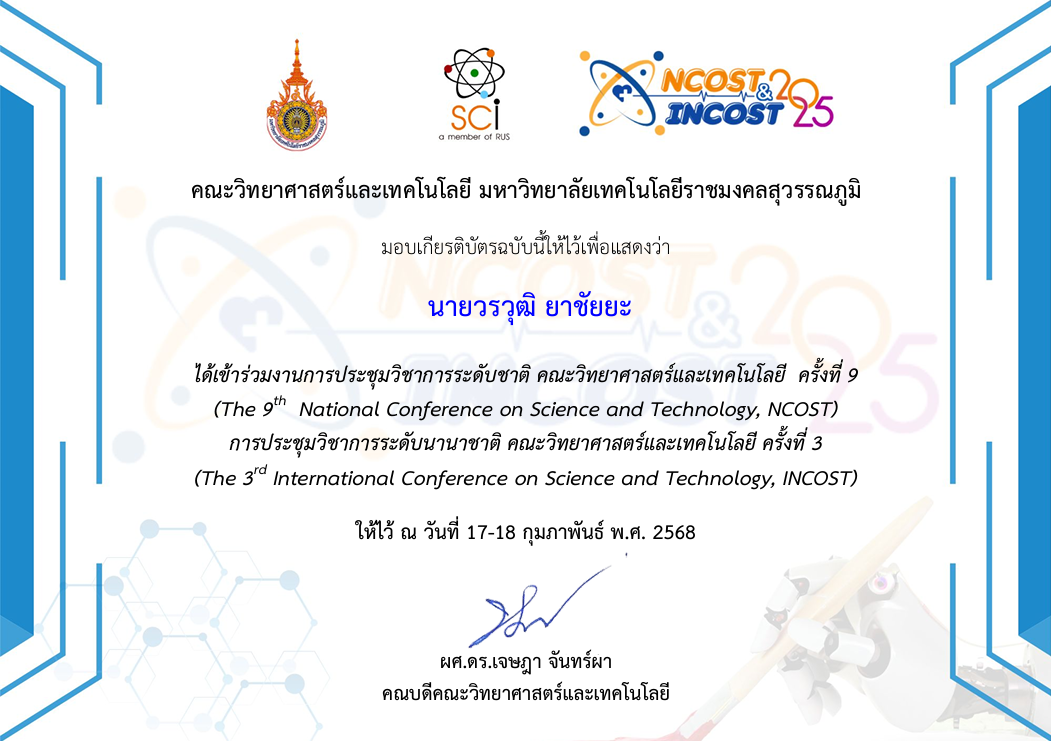 NCOST & INCOST 2025
sci
a member of RUS
คณะวิทยาศาสตร์และเทคโนโลยี มหาวิทยาลัยเทคโนโลยีราชมงคลสุวรรณภูมิ
มอบเกียรติบัตรฉบับนี้ให้ไว้เพื่อแสดงว่า
นายวรวุฒิ ยาชัยยะ
ได้เข้าร่วมงานการประชุมวิชาการระดับชาติ คณะวิทยาศาสตร์และเทคโนโลยี ครั้งที่ 9
(The 9th National Conference on Science and Technology, NCOST)
การประชุมวิชาการระดับนานาชาติ คณะวิทยาศาสตร์และเทคโนโลยี ครั้งที่ 3
(The 3rd International Conference on Science and Technology, INCOST)
ให้ไว้ ณ วันที่ 17-18 กุมภาพันธ์ พ.ศ. 2568
ผศ.ดร.เจษฎา จันทร์ผา
คณบดีคณะวิทยาศาสตร์และเทคโนโลยี